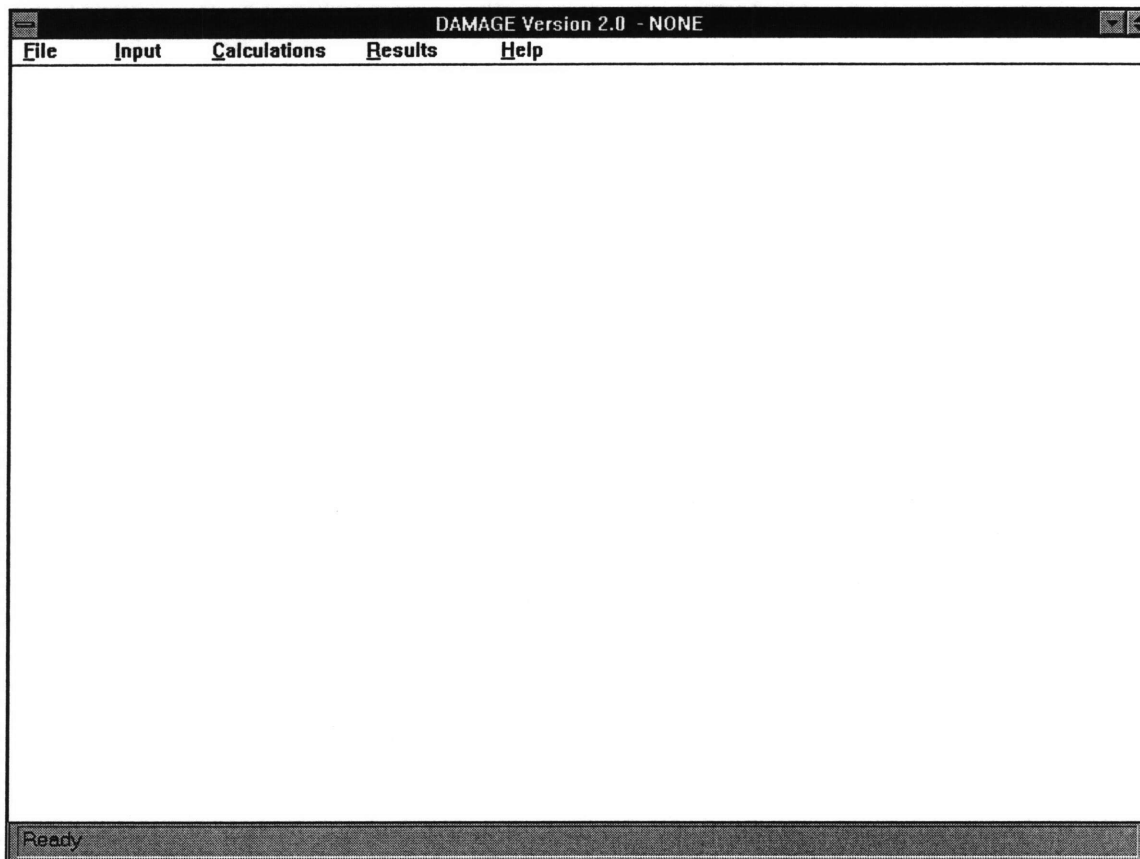 DAMAGE Version 2.0 - NONE
File Input Calculations Results Help
Ready